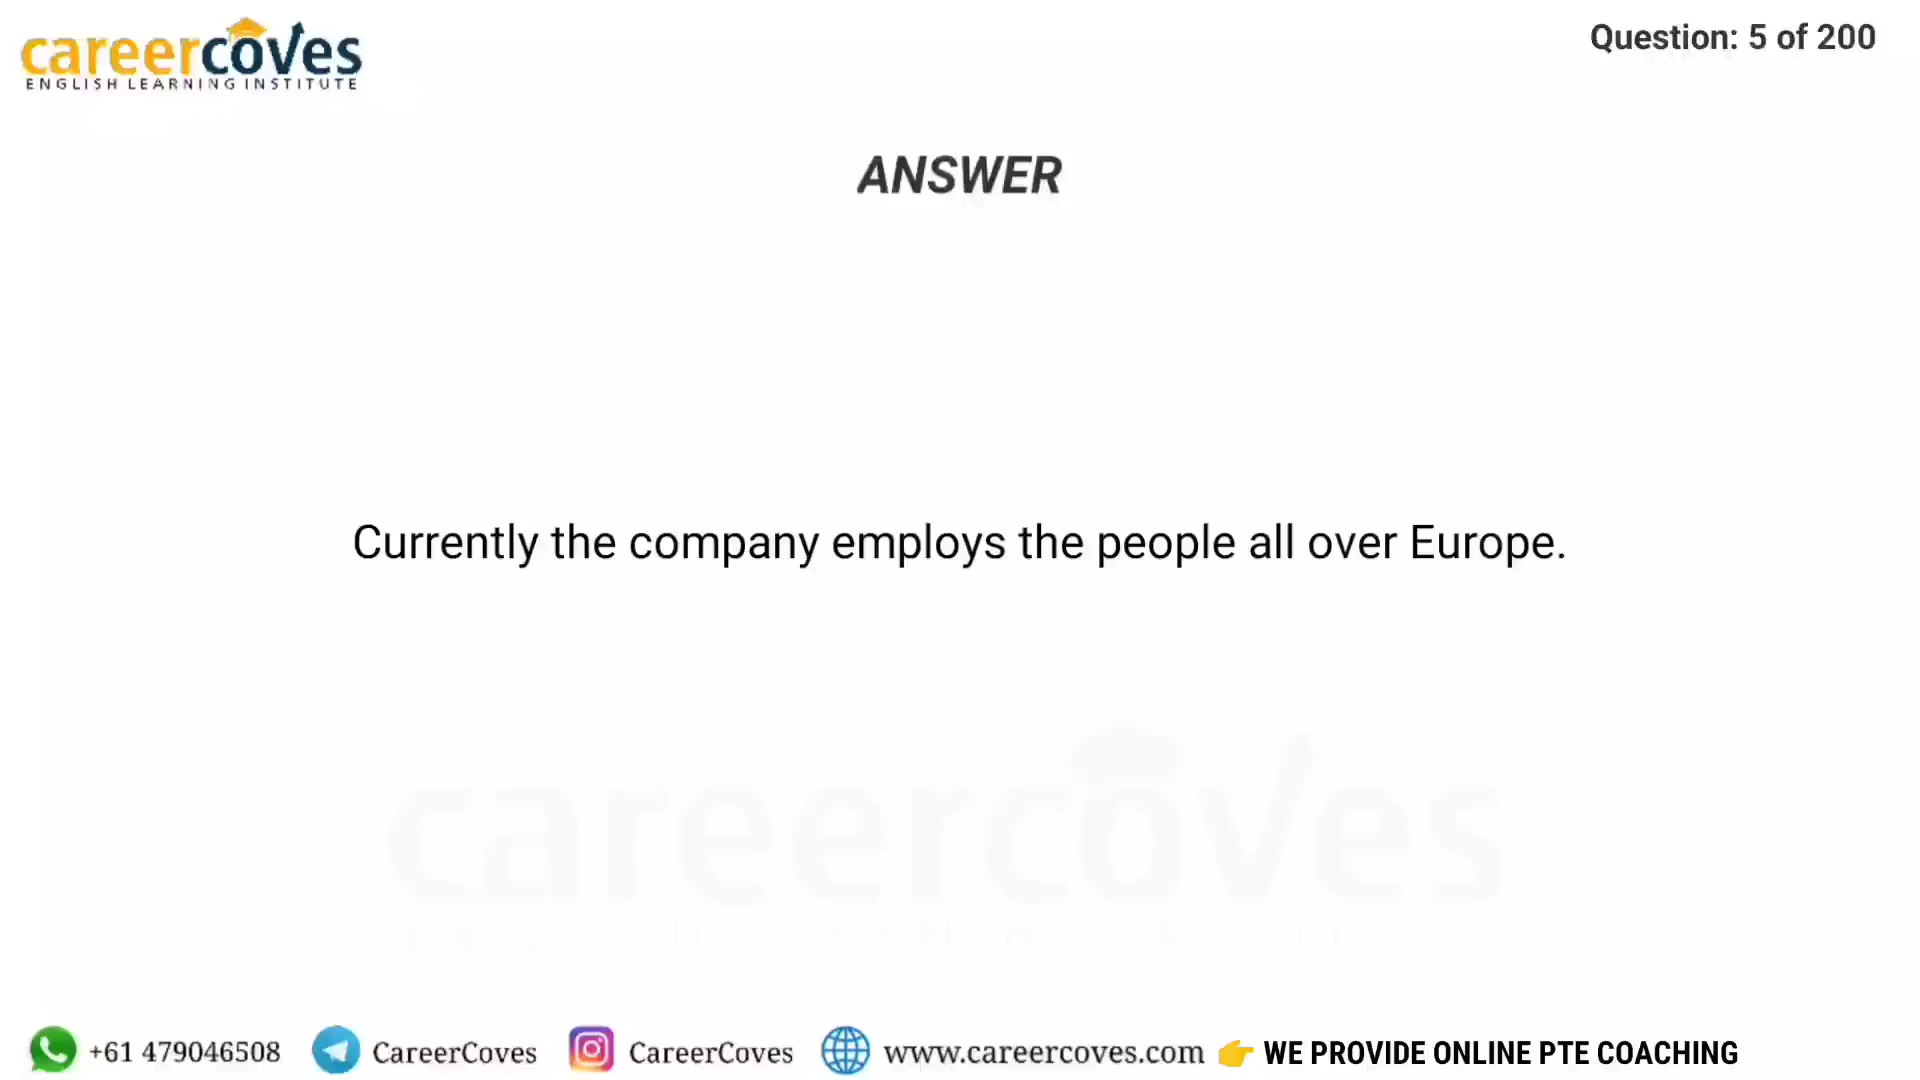 careercoves
ENGLISH LEARNING INSTITUTE
Question: 5 of 200
ANSWER
Currently the company employs the people all over Europe.
careercoves
+61 479046508 CareerCoves CareerCoves www.careercoves.com 👉 WE PROVIDE ONLINE PTE COACHING